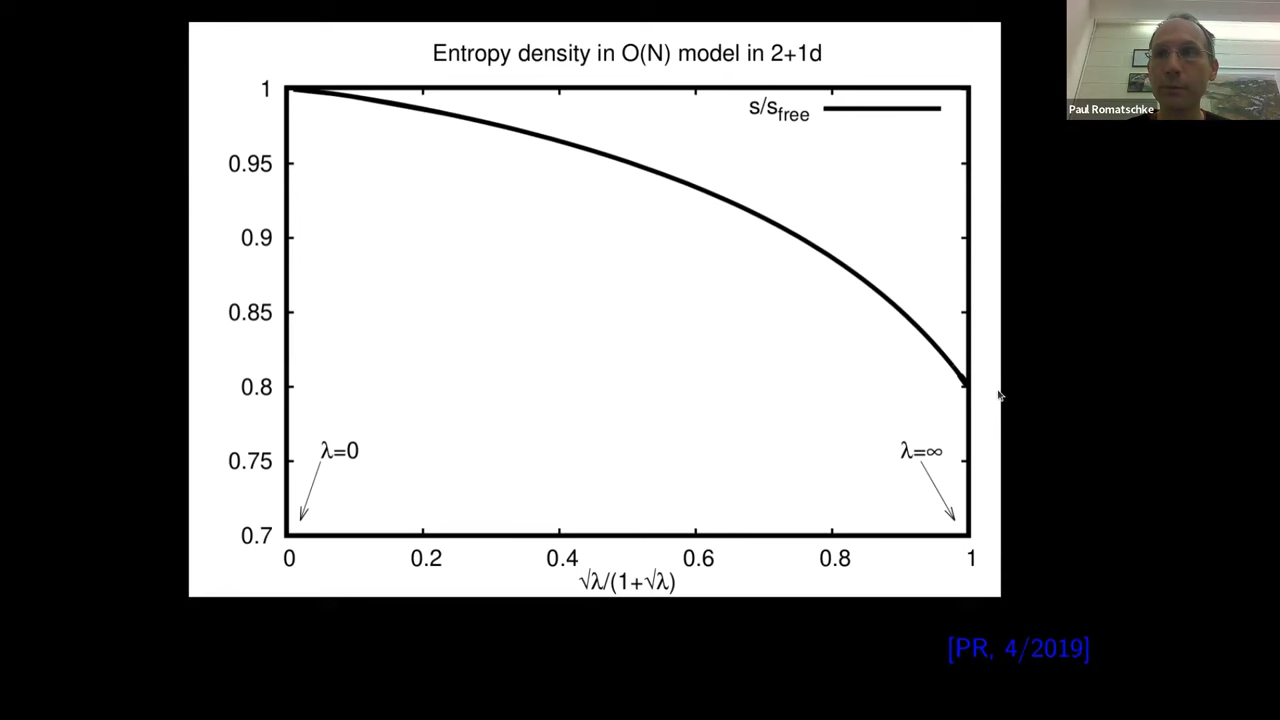 Entropy density in O(N) model in 2+1d
s/sfree
1
0.95
0.9
0.85
0.8
0.75
0.7
λ=0
λ=∞
0 0.2 0.4 0.6 0.8 1
√λ/(1+√λ)
[PR, 4/2019]
Paul Romatschke